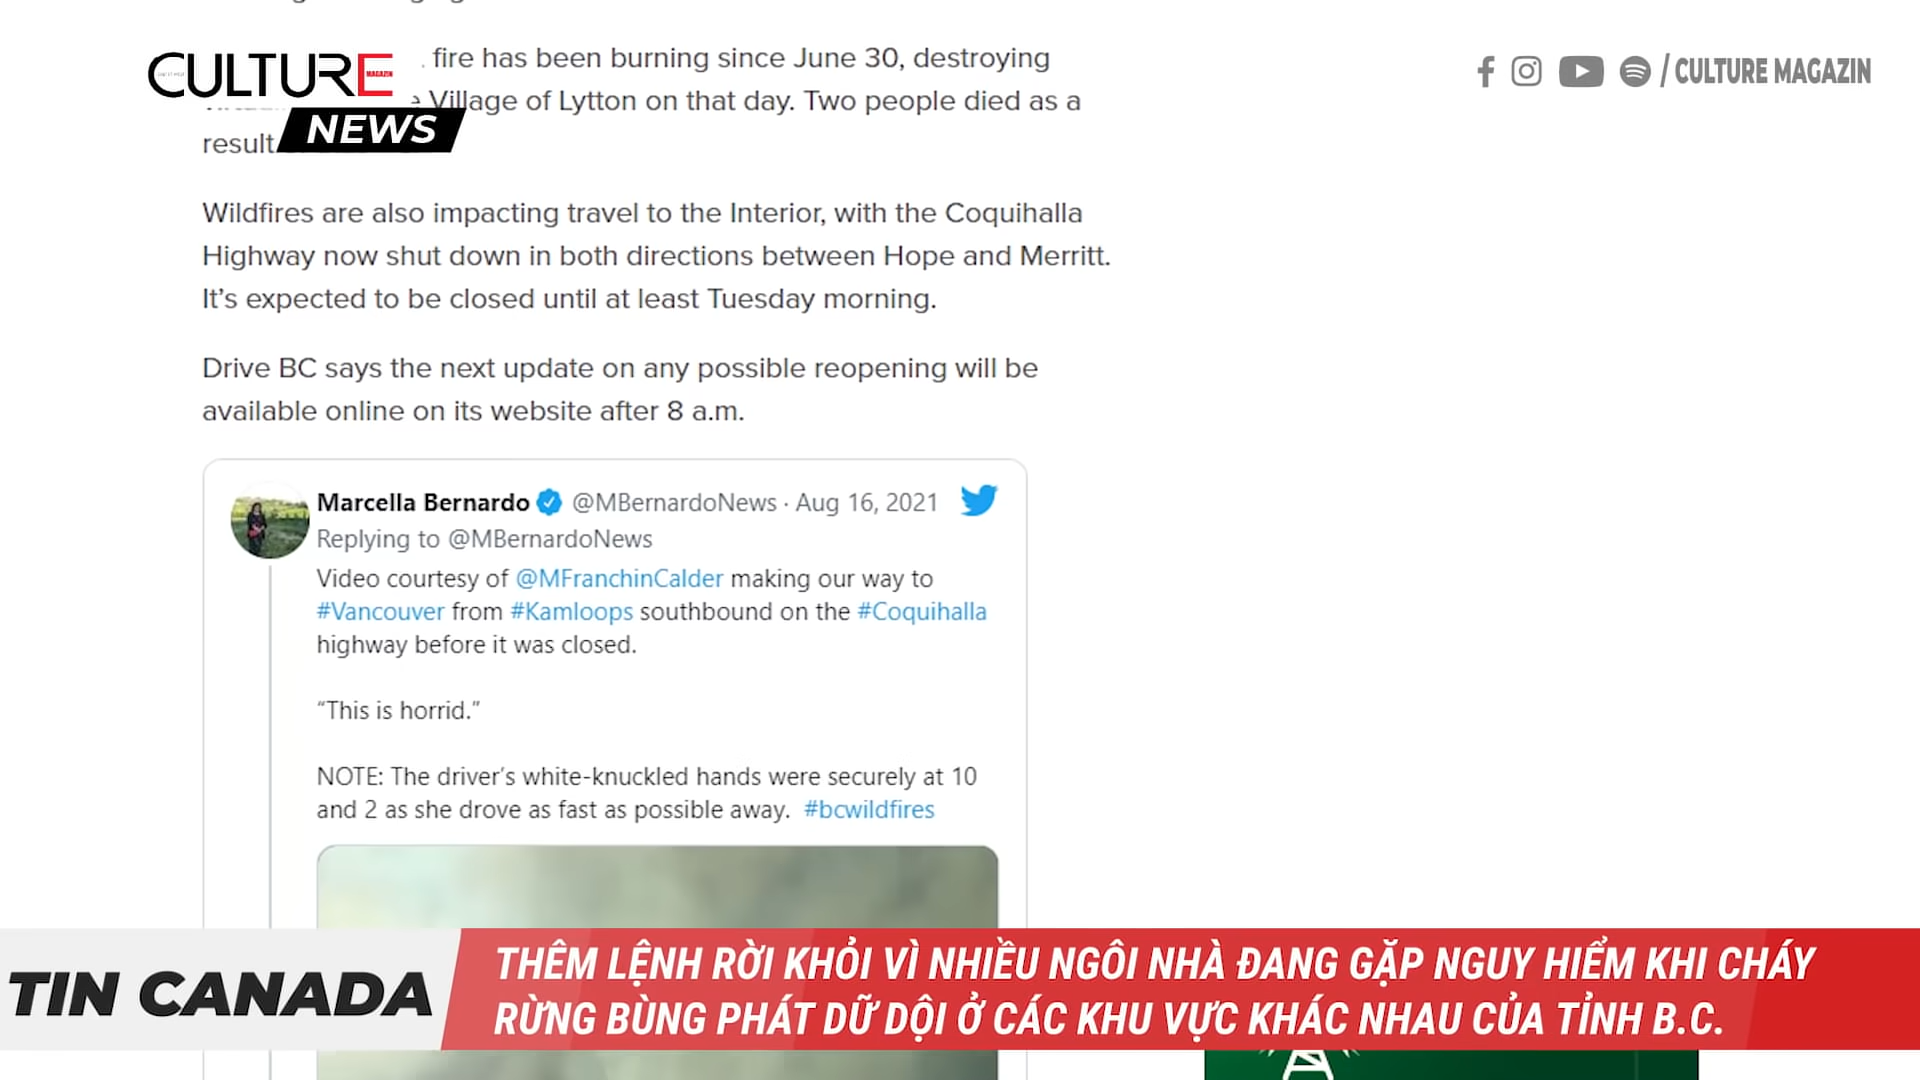 fire has been burning since June 30, destroying
Village of Lytton on that day. Two people died as a
result
CULTURE
MAGAZIN
NEWS
/ CULTURE MAGAZIN
Wildfires are also impacting travel to the Interior, with the Coquihalla
Highway now shut down in both directions between Hope and Merritt.
It’s expected to be closed until at least Tuesday morning.
Drive BC says the next update on any possible reopening will be
available online on its website after 8 a.m.
Marcella Bernardo @MBernardoNews · Aug 16, 2021
Replying to @MBernardoNews
Video courtesy of @MFranchinCalder making our way to
#Vancouver from #Kamloops southbound on the #Coquihalla
highway before it was closed.
“This is horrid.”
NOTE: The driver’s white-knuckled hands were securely at 10
and 2 as she drove as fast as possible away. #bcwildfires
TIN CANADA
THÊM LỆNH RỜI KHỎI VÌ NHIỀU NGÔI NHÀ ĐANG GẶP NGUY HIỂM KHI CHÁY
RỪNG BÙNG PHÁT DỮ DỘI Ở CÁC KHU VỰC KHÁC NHAU CỦA TỈNH B.C.